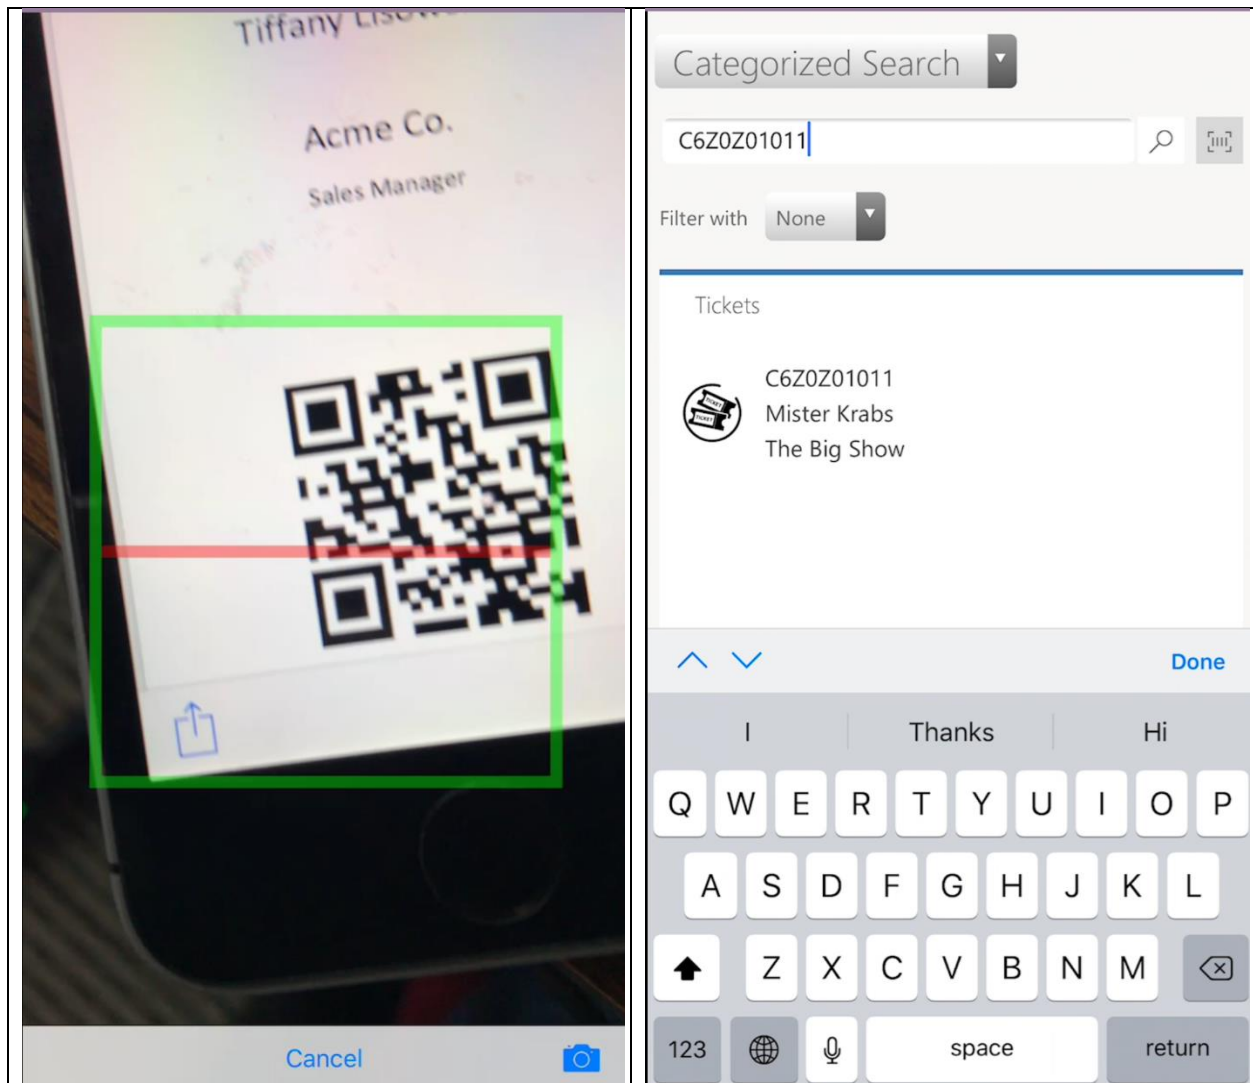 Tiffany
Acme Co.
Sales Manager
Cancel
Categorized Search
C6Z0Z01011
Filter with None
Tickets
C6Z0Z01011
Mister Krabs
The Big Show
Done
I Thanks Hi
Q W E R T Y U I O P
A S D F G H J K L
Z X C V B N M
123 space return